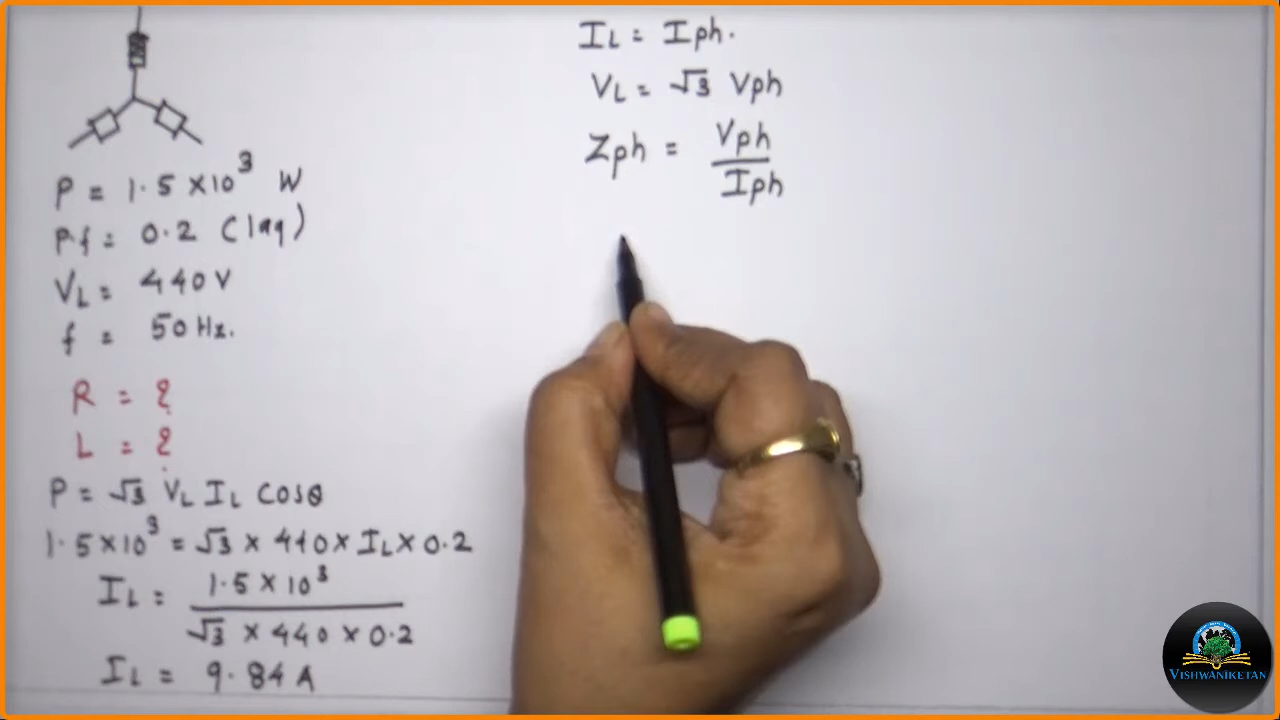 P = 1.5 × 10³ W
Pf = 0.2 (lag)
VL = 440 V
f = 50 Hz.
R = ?
L = ?
P = √3 VL IL Cosθ
1.5 × 10³ = √3 × 440 × IL × 0.2
IL = 1.5 × 10³
√3 × 440 × 0.2
IL = 9.84 A
IL = Iph.
VL = √3 Vph
Zph = Vph
Iph
VISHWANIKETAN